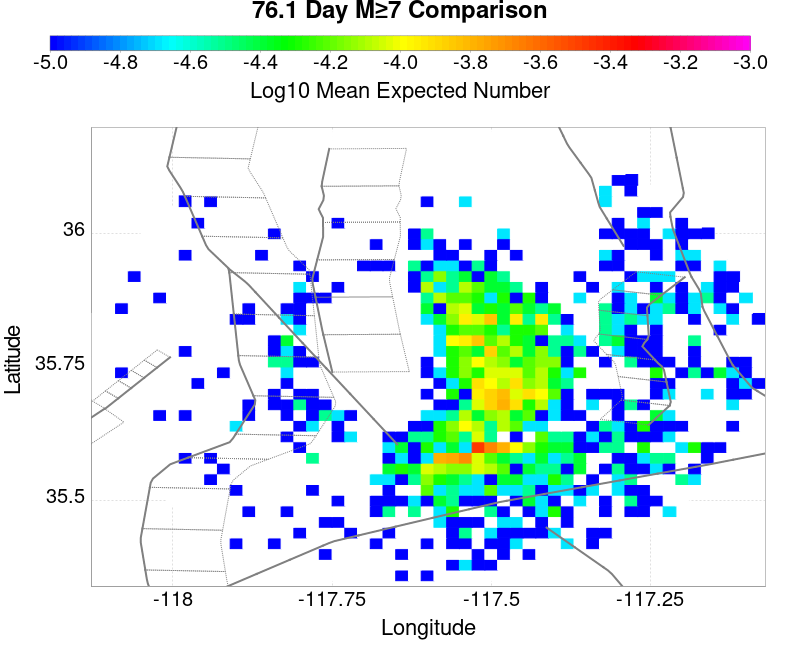 76.1 Day M≥7 Comparison
-5.0 -4.8 -4.6 -4.4 -4.2 -4.0 -3.8 -3.6 -3.4 -3.2 -3.0
Log10 Mean Expected Number
36
35.75
35.5
Latitude
-118 -117.75 -117.5 -117.25
Longitude